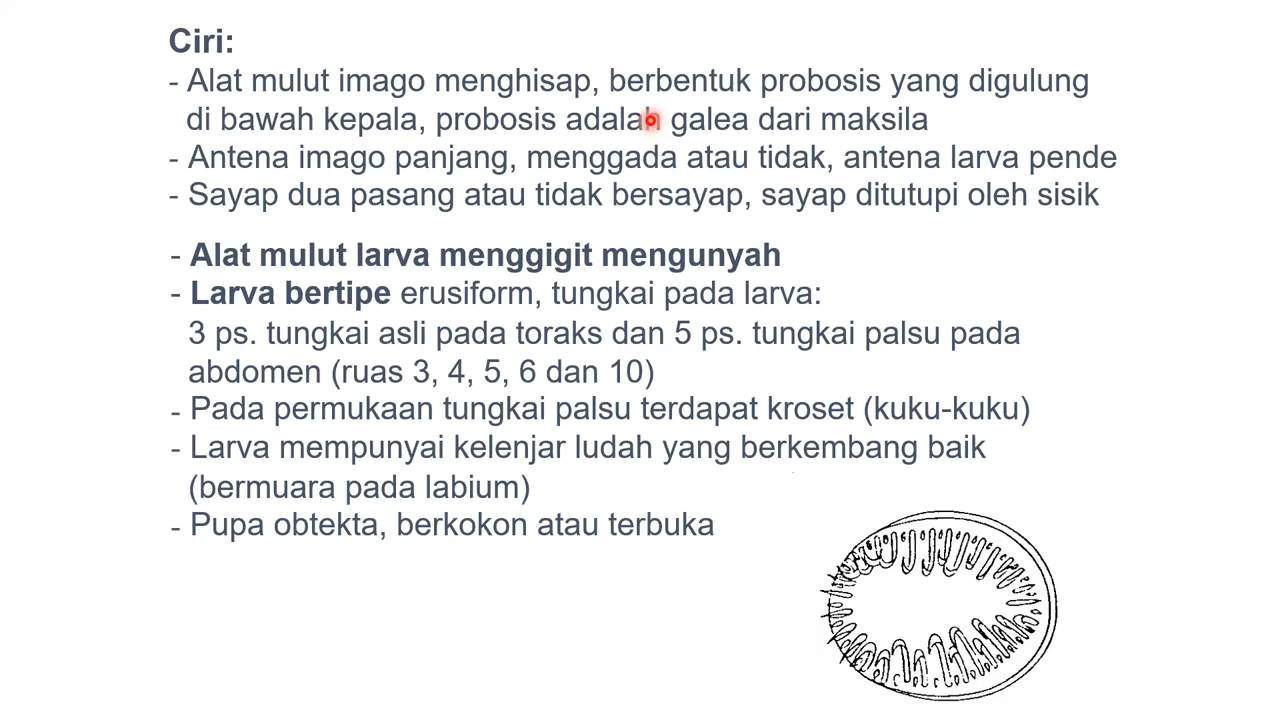 Ciri:
- Alat mulut imago menghisap, berbentuk probosis yang digulung
di bawah kepala, probosis adalah galea dari maksila
- Antena imago panjang, menggada atau tidak, antena larva pende
- Sayap dua pasang atau tidak bersayap, sayap ditutupi oleh sisik
- Alat mulut larva menggigit mengunyah
- Larva bertipe erusiform, tungkai pada larva:
3 ps. tungkai asli pada toraks dan 5 ps. tungkai palsu pada
abdomen (ruas 3, 4, 5, 6 dan 10)
- Pada permukaan tungkai palsu terdapat kroset (kuku-kuku)
- Larva mempunyai kelenjar ludah yang berkembang baik
(bermuara pada labium)
- Pupa obtekta, berkokon atau terbuka